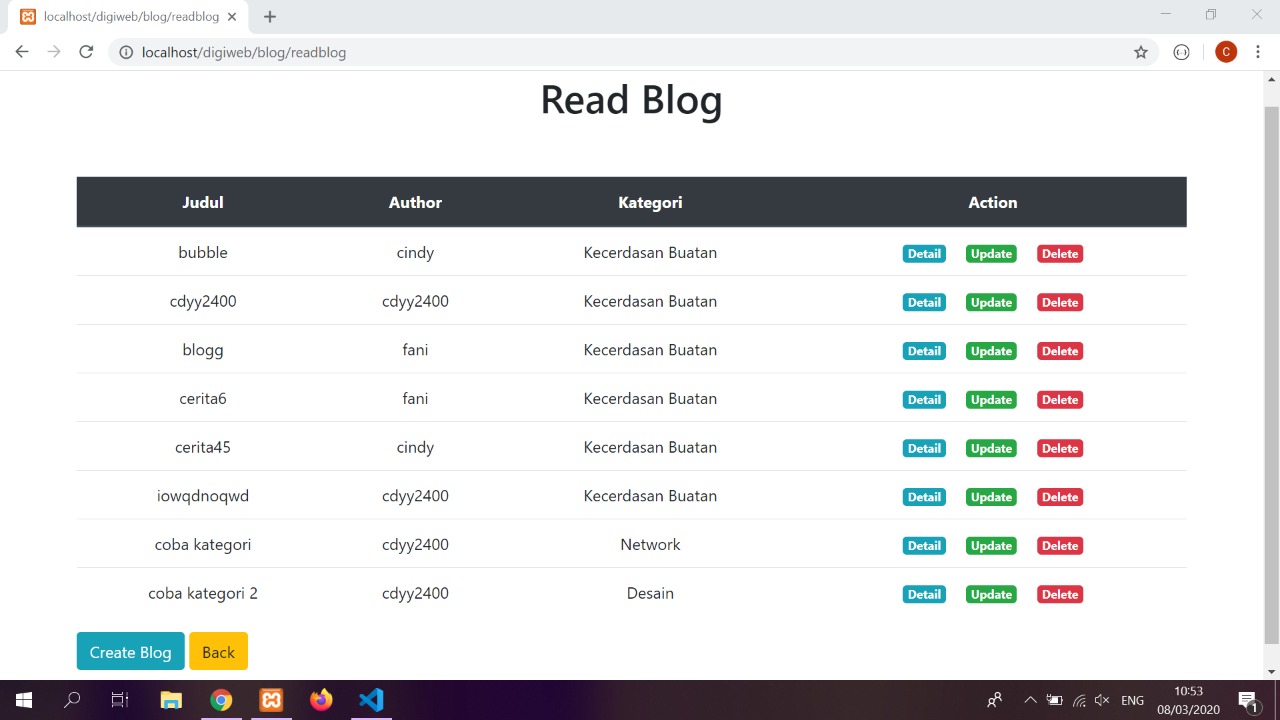 localhost/digiweb/blog/readblog
localhost/digiweb/blog/readblog
C
Read Blog
Judul Author Kategori Action
bubble cindy Kecerdasan Buatan Detail Update Delete
cdyy2400 cdyy2400 Kecerdasan Buatan Detail Update Delete
blogg fani Kecerdasan Buatan Detail Update Delete
cerita6 fani Kecerdasan Buatan Detail Update Delete
cerita45 cindy Kecerdasan Buatan Detail Update Delete
iowqdnoqwd cdyy2400 Kecerdasan Buatan Detail Update Delete
coba kategori cdyy2400 Network Detail Update Delete
coba kategori 2 cdyy2400 Desain Detail Update Delete
Create Blog Back
ENG
10:53
08/03/2020
1